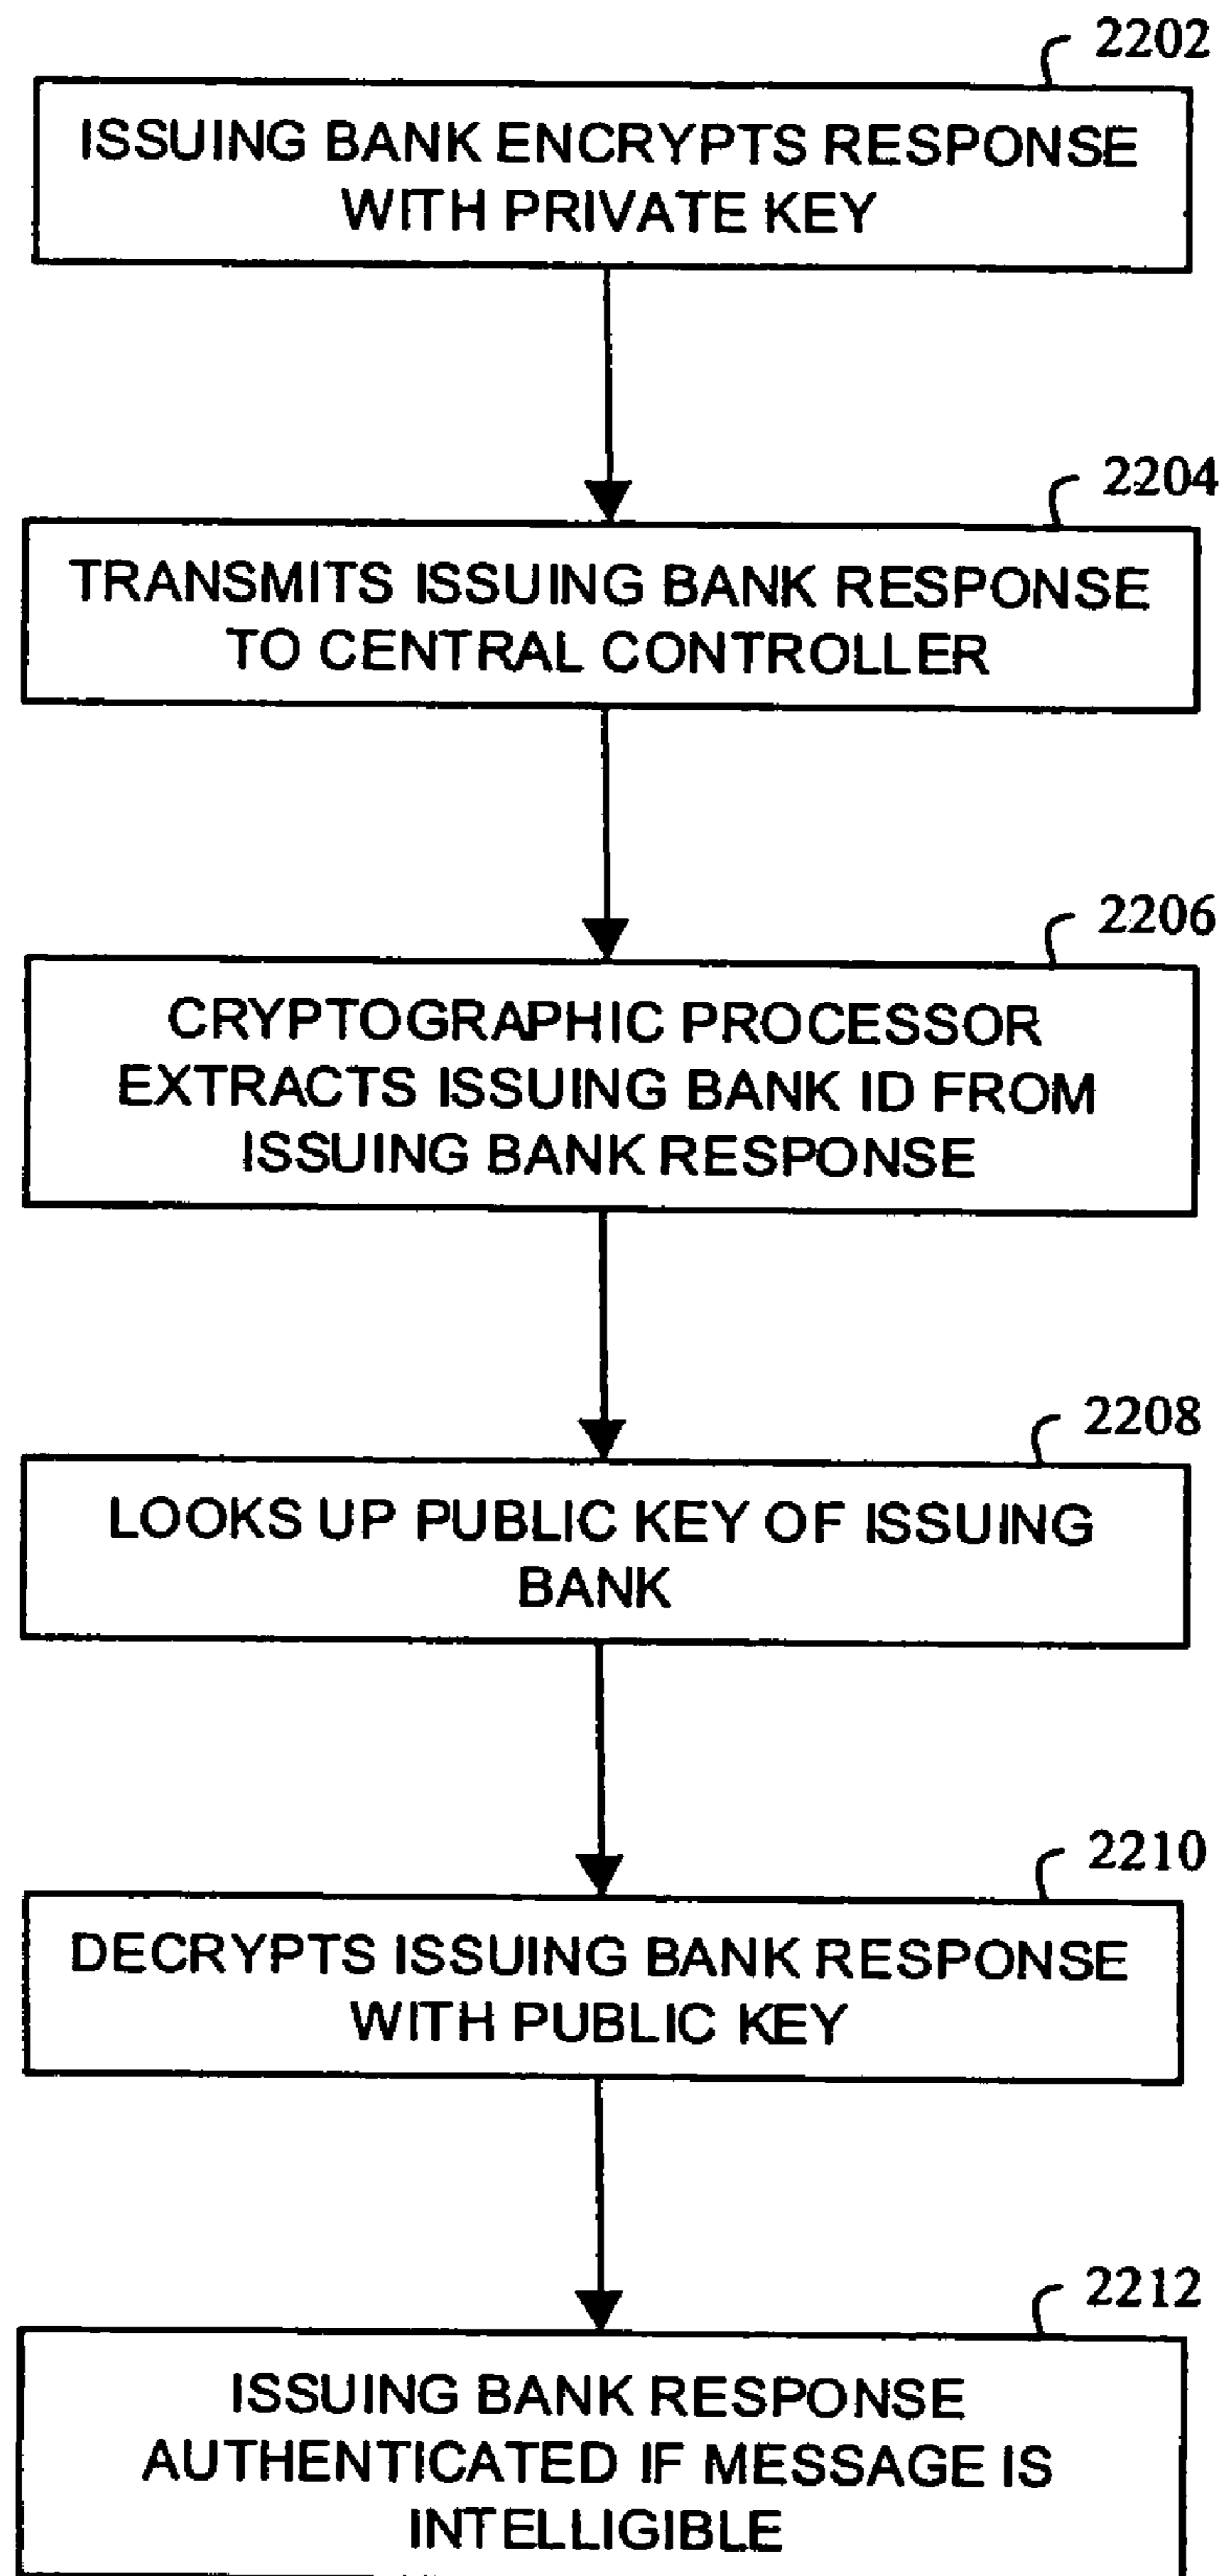 2202
ISSUING BANK ENCRYPTS RESPONSE
WITH PRIVATE KEY
2204
TRANSMITS ISSUING BANK RESPONSE
TO CENTRAL CONTROLLER
2206
CRYPTOGRAPHIC PROCESSOR
EXTRACTS ISSUING BANK ID FROM
ISSUING BANK RESPONSE
2208
LOOKS UP PUBLIC KEY OF ISSUING
BANK
2210
DECRYPTS ISSUING BANK RESPONSE
WITH PUBLIC KEY
2212
ISSUING BANK RESPONSE
AUTHENTICATED IF MESSAGE IS
INTELLIGIBLE